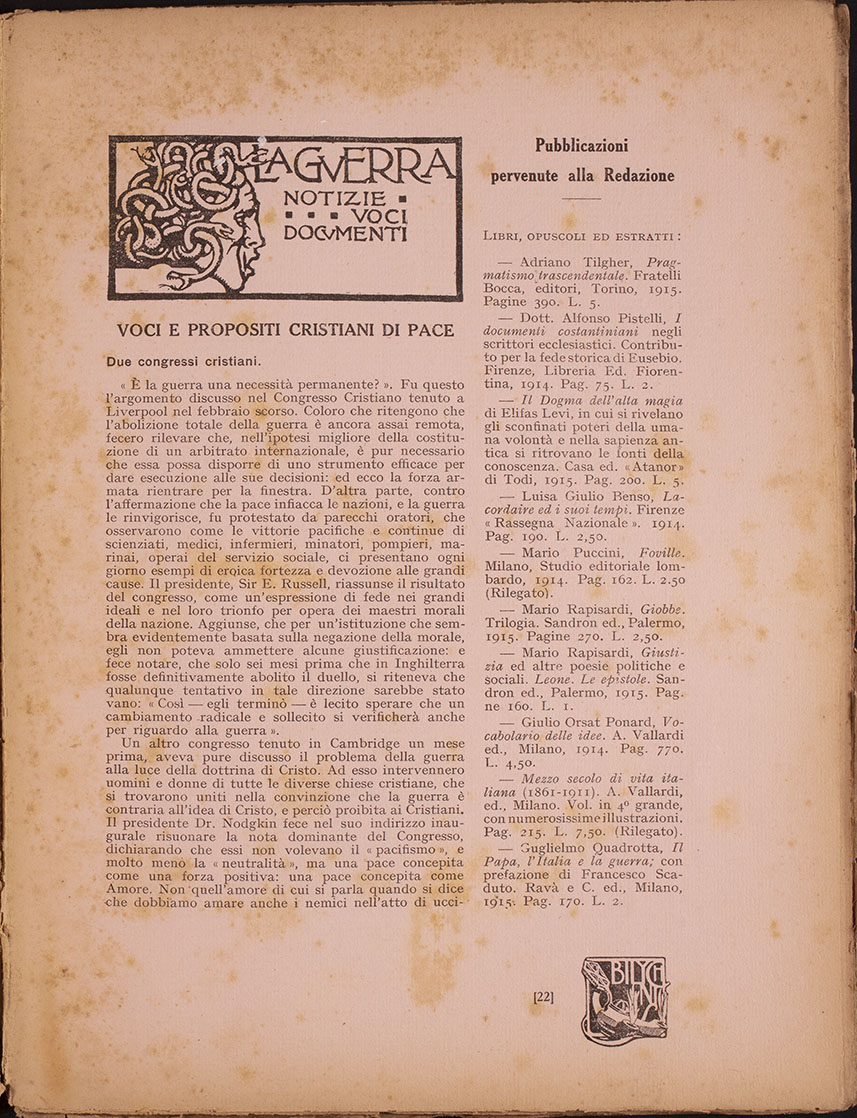 LA GVERRA
NOTIZIE
VOCI
DOCVMENTI
VOCI E PROPOSITI CRISTIANI DI PACE
Due congressi cristiani.
« È la guerra una necessità permanente? ». Fu questo
l'argomento discusso nel Congresso Cristiano tenuto a
Liverpool nel febbraio scorso. Coloro che ritengono che
l'abolizione totale della guerra è ancora assai remota,
fecero rilevare che, nell'ipotesi migliore della costitu-
zione di un arbitrato internazionale, è pur necessario
che essa possa disporre di uno strumento efficace per
dare esecuzione alle sue decisioni: ed ecco la forza ar-
mata rientrare per la finestra. D'altra parte, contro
l'affermazione che la pace infiacca le nazioni, e la guerra
le rinvigorisce, fu protestato da parecchi oratori, che
osservarono come le vittorie pacifiche e continue di
scienziati, medici, infermieri, minatori, pompieri, ma-
rinai, operai del servizio sociale, ci presentano ogni
giorno esempi di eroica fortezza e devozione alle grandi
cause. Il presidente, Sir E. Russell, riassunse il risultato
del congresso, come un'espressione di fede nei grandi
ideali e nel loro trionfo per opera dei maestri morali
della nazione. Aggiunse, che per un'istituzione che sem-
bra evidentemente basata sulla negazione della morale,
egli non poteva ammettere alcune giustificazione: e
fece notare, che solo sei mesi prima che in Inghilterra
fosse definitivamente abolito il duello, si riteneva che
qualunque tentativo in tale direzione sarebbe stato
vano: « Così — egli terminò — è lecito sperare che un
cambiamento radicale e sollecito si verificherà anche
per riguardo alla guerra ».
Un altro congresso tenuto in Cambridge un mese
prima, aveva pure discusso il problema della guerra
alla luce della dottrina di Cristo. Ad esso intervennero
uomini e donne di tutte le diverse chiese cristiane, che
si trovarono uniti nella convinzione che la guerra è
contraria all'idea di Cristo, e perciò proibita ai Cristiani.
Il presidente Dr. Nodgkin fece nel suo indirizzo inau-
gurale risuonare la nota dominante del Congresso,
dichiarando che essi non volevano il « pacifismo », e
molto meno la « neutralità », ma una pace concepita
come una forza positiva: una pace concepita come
Amore. Non quell'amore di cui si parla quando si dice
che dobbiamo amare anche i nemici nell'atto di ucci-
Pubblicazioni
pervenute alla Redazione
LIBRI, OPUSCOLI ED ESTRATTI :
— Adriano Tilgher, Prag-
matismo trascendentale. Fratelli
Bocca, editori, Torino, 1915.
Pagine 390. L. 5.
— Dott. Alfonso Pistelli, I
documenti costantiniani negli
scrittori ecclesiastici. Contribu-
to per la fede storica di Eusebio.
Firenze, Libreria Ed. Fioren-
tina, 1914. Pag. 75. L. 2.
— Il Dogma dell'alta magia
di Elifas Levi, in cui si rivelano
gli sconfinati poteri della uma-
na volontà e nella sapienza an-
tica si ritrovano le fonti della
conoscenza. Casa ed. « Atanor »
di Todi, 1915. Pag. 200. L. 5.
— Luisa Giulio Benso, La-
cordaire ed i suoi tempi. Firenze
« Rassegna Nazionale ». 1914.
Pag. 190. L. 2,50.
— Mario Puccini, Foville.
Milano, Studio editoriale lom-
bardo, 1914. Pag. 162. L. 2.50
(Rilegato).
— Mario Rapisardi, Giobbe.
Trilogia. Sandron ed., Palermo,
1915. Pagine 270. L. 2,50.
— Mario Rapisardi, Giusti-
zia ed altre poesie politiche e
sociali. Leone. Le epistole. San-
dron ed., Palermo, 1915. Pag.
ne 160. L. 1.
— Giulio Orsat Ponard, Vo-
cabolario delle idee. A. Vallardi
ed., Milano, 1914. Pag. 770.
L. 4,50.
— Mezzo secolo di vita ita-
liana (1861-1911). A. Vallardi,
ed., Milano. Vol. in 4º grande,
con numerosissime illustrazioni.
Pag. 215. L. 7,50. (Rilegato).
— Guglielmo Quadrotta, Il
Papa, l'Italia e la guerra; con
prefazione di Francesco Sca-
duto. Ravà e C. ed., Milano,
1915. Pag. 170. L. 2.
[22]
BILYCHNIS